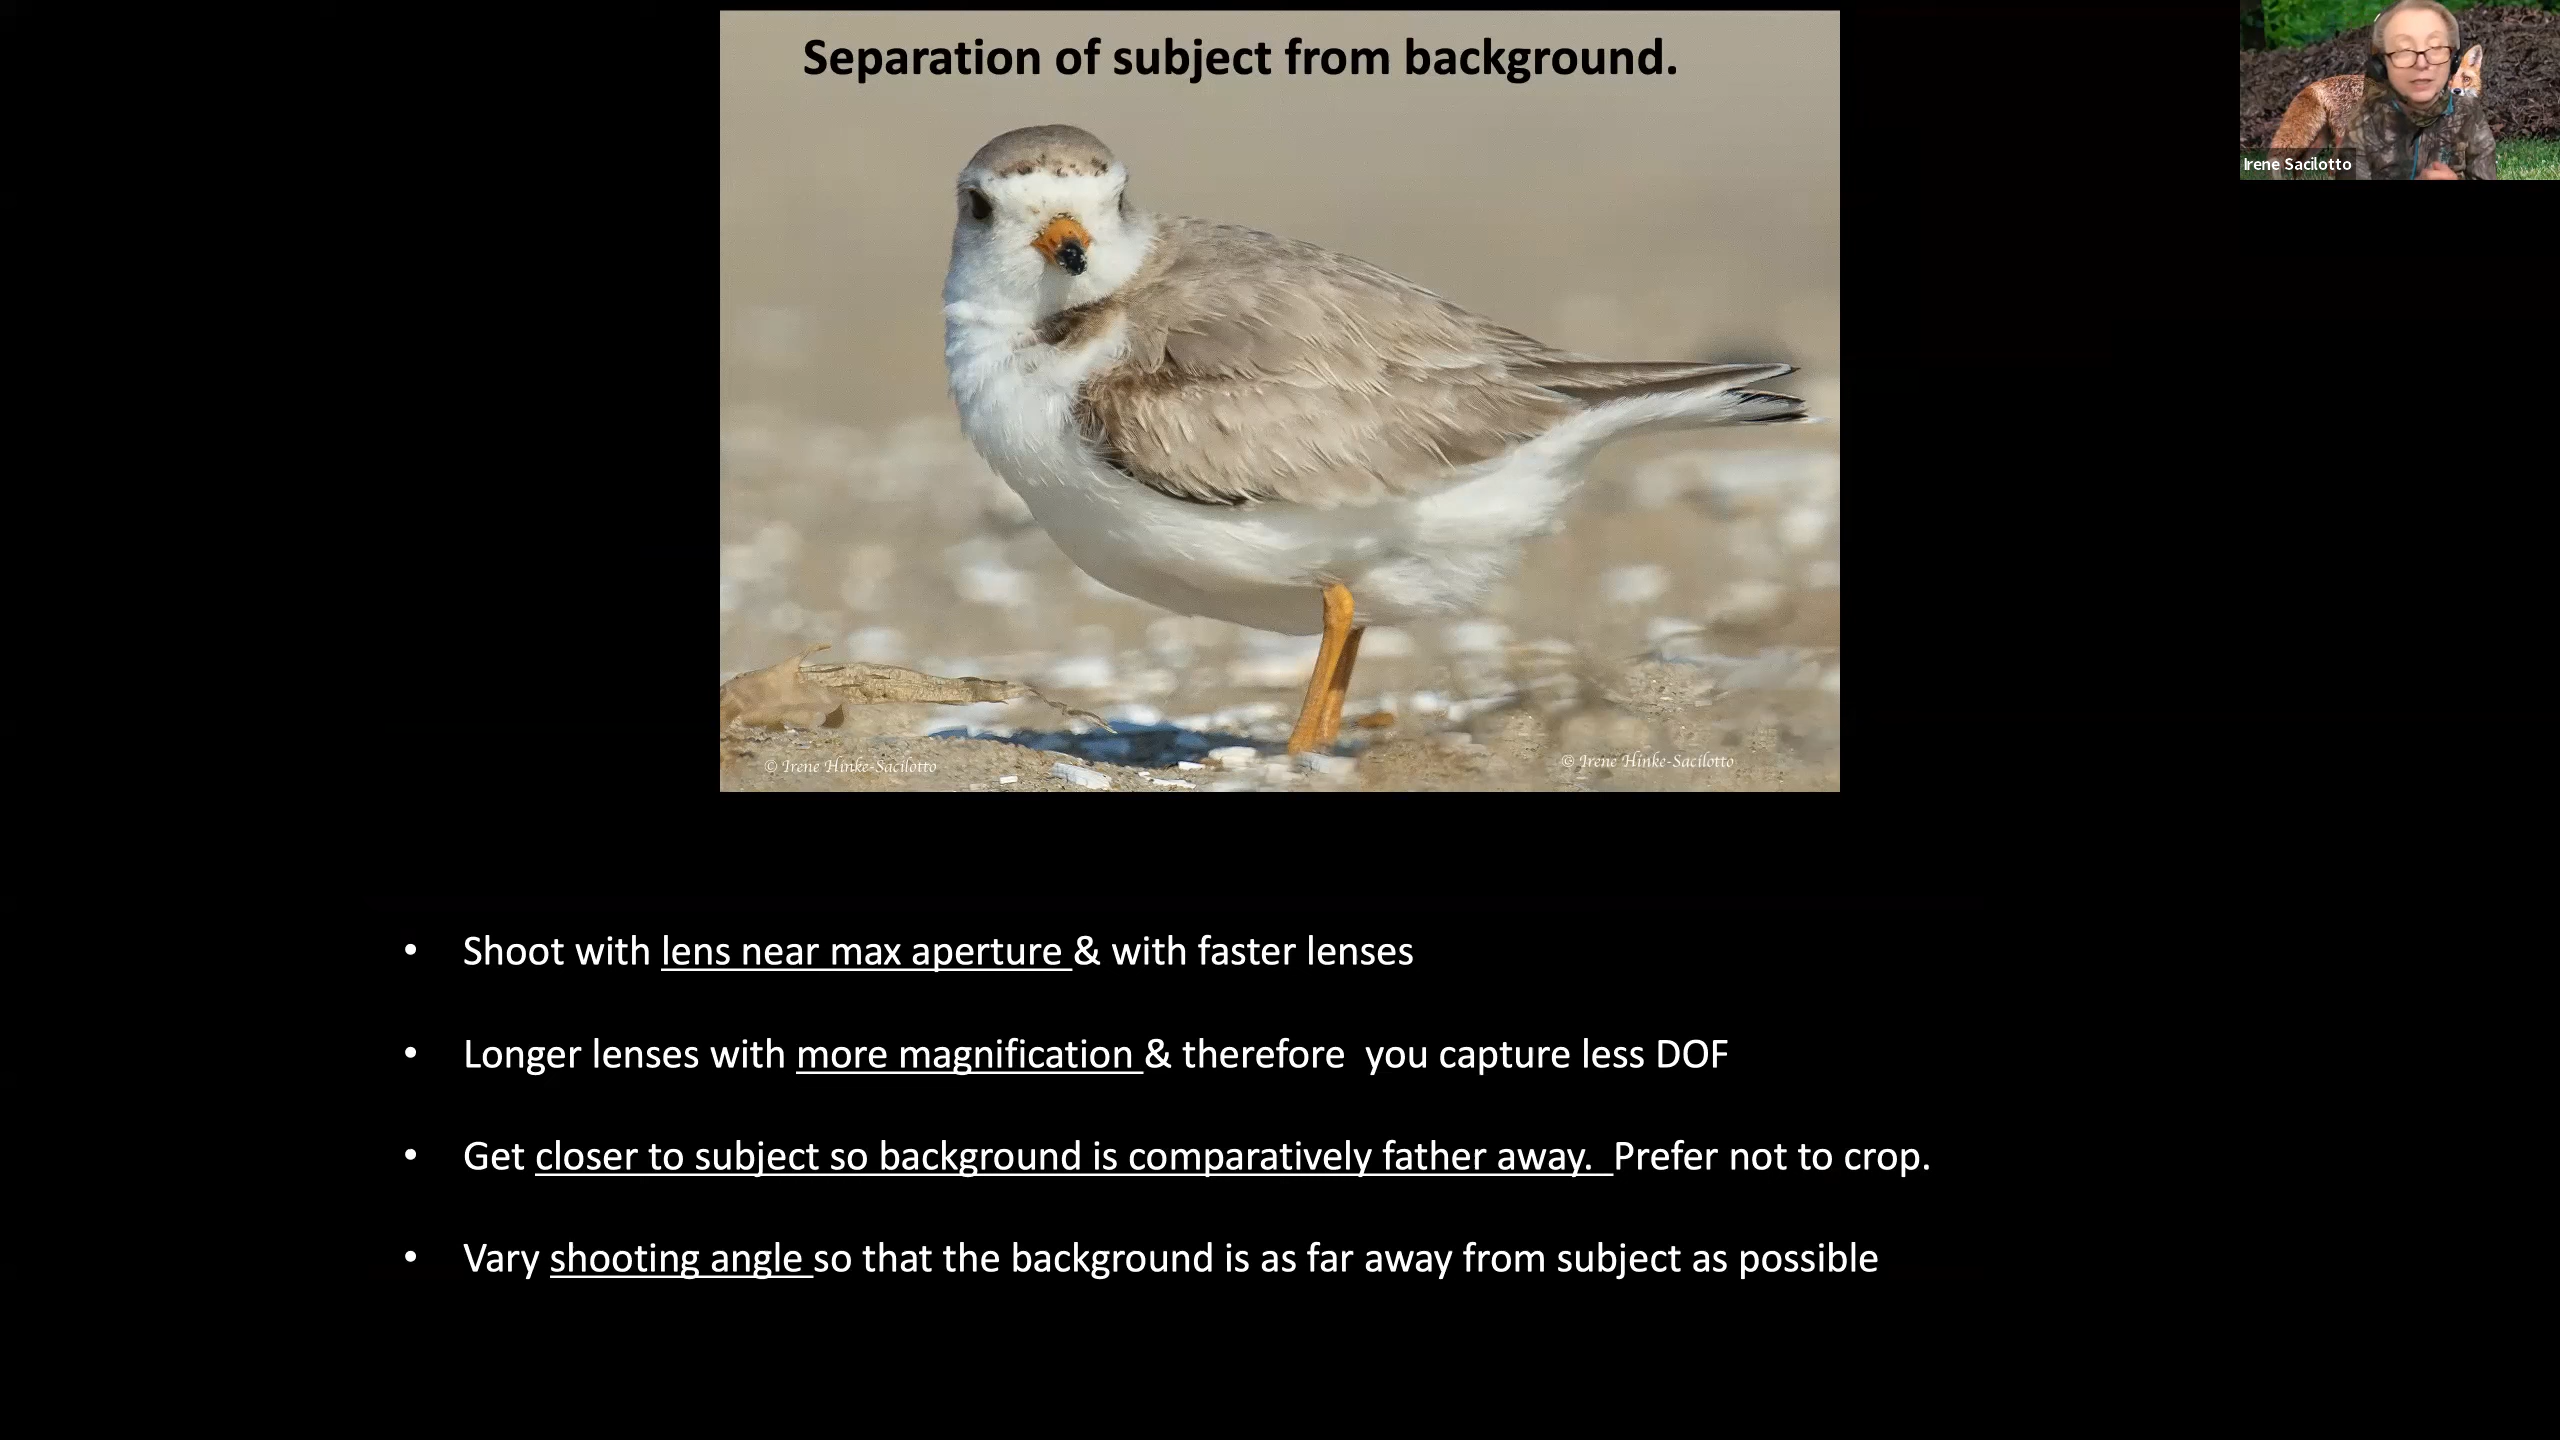 Separation of subject from background.
Irene Sacilotto
© Irene Hinke-Sacilotto
© Irene Hinke-Sacilotto
• Shoot with lens near max aperture & with faster lenses
• Longer lenses with more magnification & therefore  you capture less DOF
• Get closer to subject so background is comparatively father away.  Prefer not to crop.
• Vary shooting angle so that the background is as far away from subject as possible